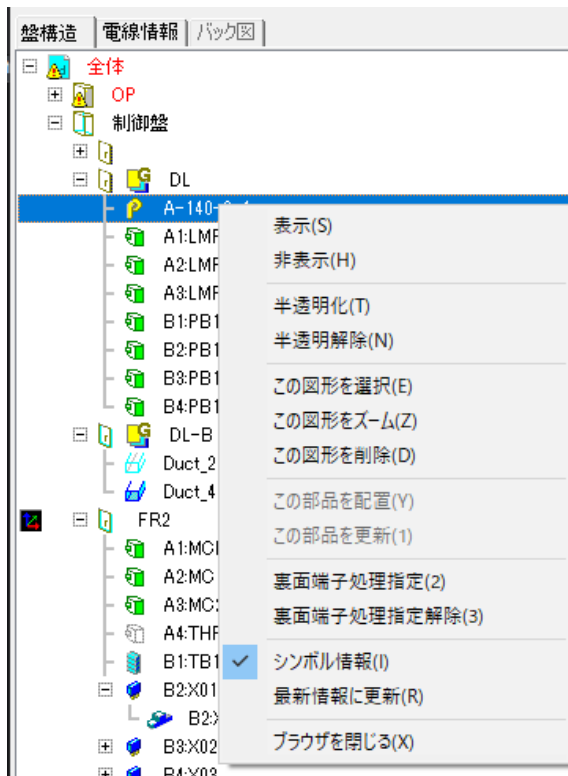 盤構造 電線情報 バック図
全体
OP
制御盤
DL
A-140-
A1:LMF
A2:LMF
A3:LMF
B1:PB1
B2:PB1
B3:PB1
B4:PB1
DL-B
Duct_2
Duct_4
FR2
A1:MC
A2:MC
A3:MC
A4:THF
B1:TB1
B2:X01
B2:
B3:X02
B4:X03
表示(S)
非表示(H)
半透明化(T)
半透明解除(N)
この図形を選択(E)
この図形をズーム(Z)
この図形を削除(D)
この部品を配置(Y)
この部品を更新(1)
裏面端子処理指定(2)
裏面端子処理指定解除(3)
シンボル情報(I)
最新情報に更新(R)
ブラウザを閉じる(X)